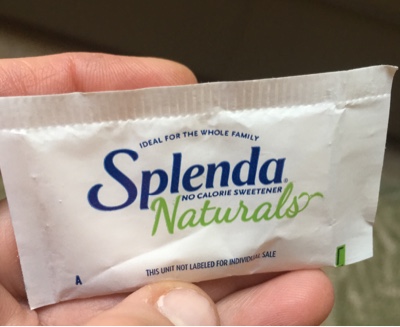 IDEAL FOR THE WHOLE FAMILY
Splenda®
NO CALORIE SWEETENER
Naturals
A
THIS UNIT NOT LABELED FOR INDIVIDUAL SALE